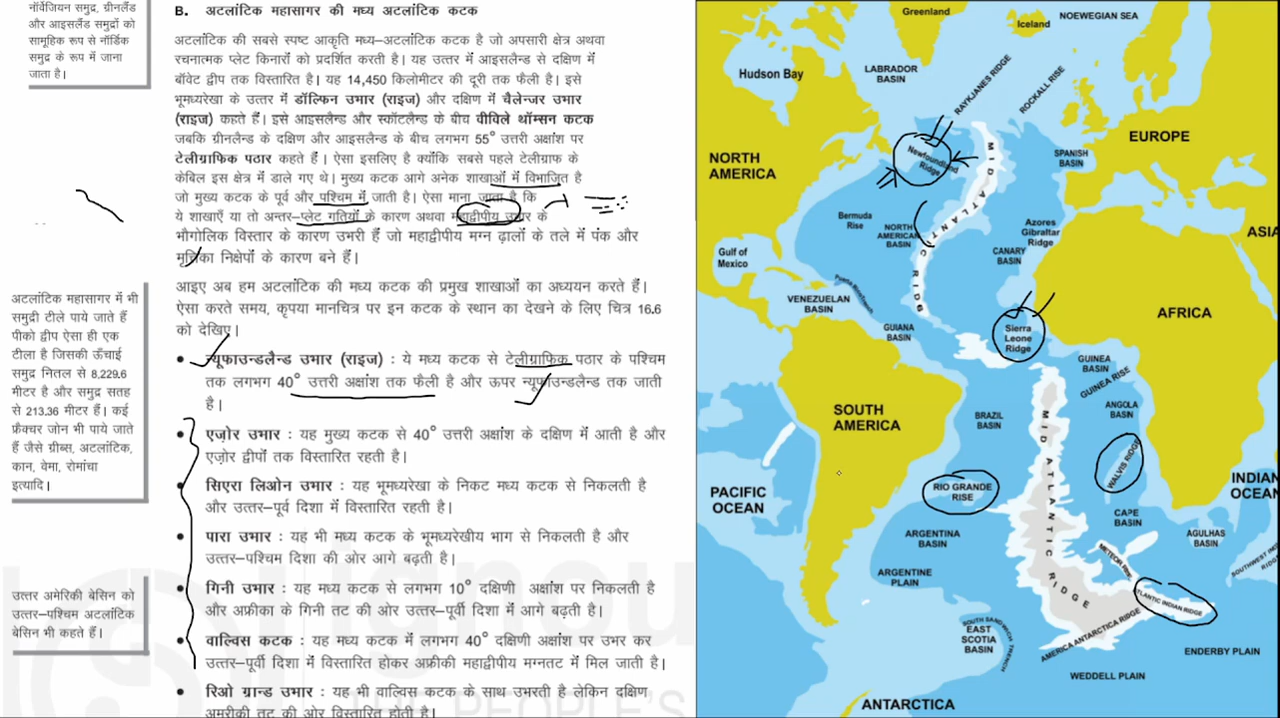 नॉर्वेजियन समुद्र, ग्रीनलैंड
और आइसलैंड समुद्रों को
सामूहिक रूप से नॉर्डिक
समुद्र के रूप में जाना
जाता है।
B. अटलांटिक महासागर की मध्य अटलांटिक कटक
अटलांटिक की सबसे स्पष्ट आकृति मध्य–अटलांटिक कटक है जो अपसारी क्षेत्र अथवा
रचनात्मक प्लेट किनारों को प्रदर्शित करती है। यह उत्तर में आइसलैन्ड से दक्षिण में
बॉवेट द्वीप तक विस्तारित है। यह 14,450 किलोमीटर की दूरी तक फैली है। इसे
भूमध्यरेखा के उत्तर में डॉल्फिन उभार (राइज) और दक्षिण में चैलेन्जर उभार
(राइज) कहते हैं। इसे आइसलैन्ड और स्कॉटलैन्ड के बीच वीविले थॉम्सन कटक
जबकि ग्रीनलैन्ड के दक्षिण और आइसलैन्ड के बीच लगभग 55° उत्तरी अक्षांश पर
टेलीग्राफिक पठार कहते हैं। ऐसा इसलिए है क्योंकि सबसे पहले टेलीग्राफ के
केबिल इस क्षेत्र में डाले गए थे। मुख्य कटक आगे अनेक शाखाओं में विभाजित है
जो मुख्य कटक के पूर्व और पश्चिम में जाती है। ऐसा माना जाता है कि
ये शाखाएँ या तो अन्तर–प्लेट गतियों के कारण अथवा महाद्वीपीय उभार के
भौगोलिक विस्तार के कारण उभरी हैं जो महाद्वीपीय मग्न ढ़ालों के तले में पंक और
मृत्तिका निक्षेपों के कारण बने हैं।
आइए अब हम अटलांटिक की मध्य कटक की प्रमुख शाखाओं का अध्ययन करते हैं।
ऐसा करते समय, कृपया मानचित्र पर इन कटक के स्थान का देखने के लिए चित्र 16.6
को देखिए।
अटलांटिक महासागर में भी
समुद्री टीले पाये जाते हैं
पीको द्वीप ऐसा ही एक
टीला है जिसकी ऊँचाई
समुद्र नितल से 8,229.6
मीटर है और समुद्र सतह
से 213.36 मीटर हैं। कई
फ्रैक्चर जोन भी पाये जाते
हैं जैसे ग्रीब्स, अटलांटिक,
कान, वेमा, रोमांचा
इत्यादि।
● न्यूफाउन्डलैन्ड उभार (राइज) : ये मध्य कटक से टेलीग्राफिक पठार के पश्चिम
तक लगभग 40° उत्तरी अक्षांश तक फैली है और ऊपर न्यूफाउन्डलैन्ड तक जाती
है।
● एज़ोर उभार : यह मुख्य कटक से 40° उत्तरी अक्षांश के दक्षिण में आती है और
एज़ोर द्वीपों तक विस्तारित रहती है।
● सिएरा लिओन उभार : यह भूमध्यरेखा के निकट मध्य कटक से निकलती है
और उत्तर–पूर्व दिशा में विस्तारित रहती है।
● पारा उभार : यह भी मध्य कटक के भूमध्यरेखीय भाग से निकलती है और
उत्तर–पश्चिम दिशा की ओर आगे बढ़ती है।
● गिनी उभार : यह मध्य कटक से लगभग 10° दक्षिणी अक्षांश पर निकलती है
और अफ्रीका के गिनी तट की ओर उत्तर–पूर्वी दिशा में आगे बढ़ती है।
● वाल्विस कटक : यह मध्य कटक में लगभग 40° दक्षिणी अक्षांश पर उभर कर
उत्तर–पूर्वी दिशा में विस्तारित होकर अफ्रीकी महाद्वीपीय मग्नतट में मिल जाती है।
● रिओ ग्रान्ड उभार : यह भी वाल्विस कटक के साथ उभरती है लेकिन दक्षिण
अमरीकी तट की ओर विस्तारित होती है।
उत्तर अमेरिकी बेसिन को
उत्तर–पश्चिम अटलांटिक
बेसिन भी कहते हैं।
ignou
THE PEOPLE'S
Greenland
Iceland
NOEWEGIAN SEA
Hudson Bay
LABRADOR
BASIN
RAYKJANES RIDGE
ROCKALL RISE
NORTH
AMERICA
Newfoundland
Ridge
MID ATLANTIC RIDGE
SPANISH
BASIN
EUROPE
Bermuda
Rise
NORTH
AMERICAN
BASIN
Azores
Gibraltar
Ridge
CANARY
BASIN
ASIA
Gulf of
Mexico
VENEZUELAN
BASIN
GUIANA
BASIN
Sierra
Leone
Ridge
AFRICA
GUINEA
BASIN
GUINEA RISE
SOUTH
AMERICA
BRAZIL
BASIN
ANGOLA
BASIN
MID ATLANTIC RIDGE
WALVIS RIDGE
PACIFIC
OCEAN
RIO GRANDE
RISE
INDIAN
OCEAN
CAPE
BASIN
ARGENTINA
BASIN
AGULHAS
BASIN
METEOR RISE
SOUTHWEST IN
ARGENTINE
PLAIN
ATLANTIC INDIAN RIDGE
SOUTH SANDWICH TRENCH
EAST
SCOTIA
BASIN
AMERICA ANTARCTICA RIDGE
ENDERBY PLAIN
WEDDELL PLAIN
ANTARCTICA